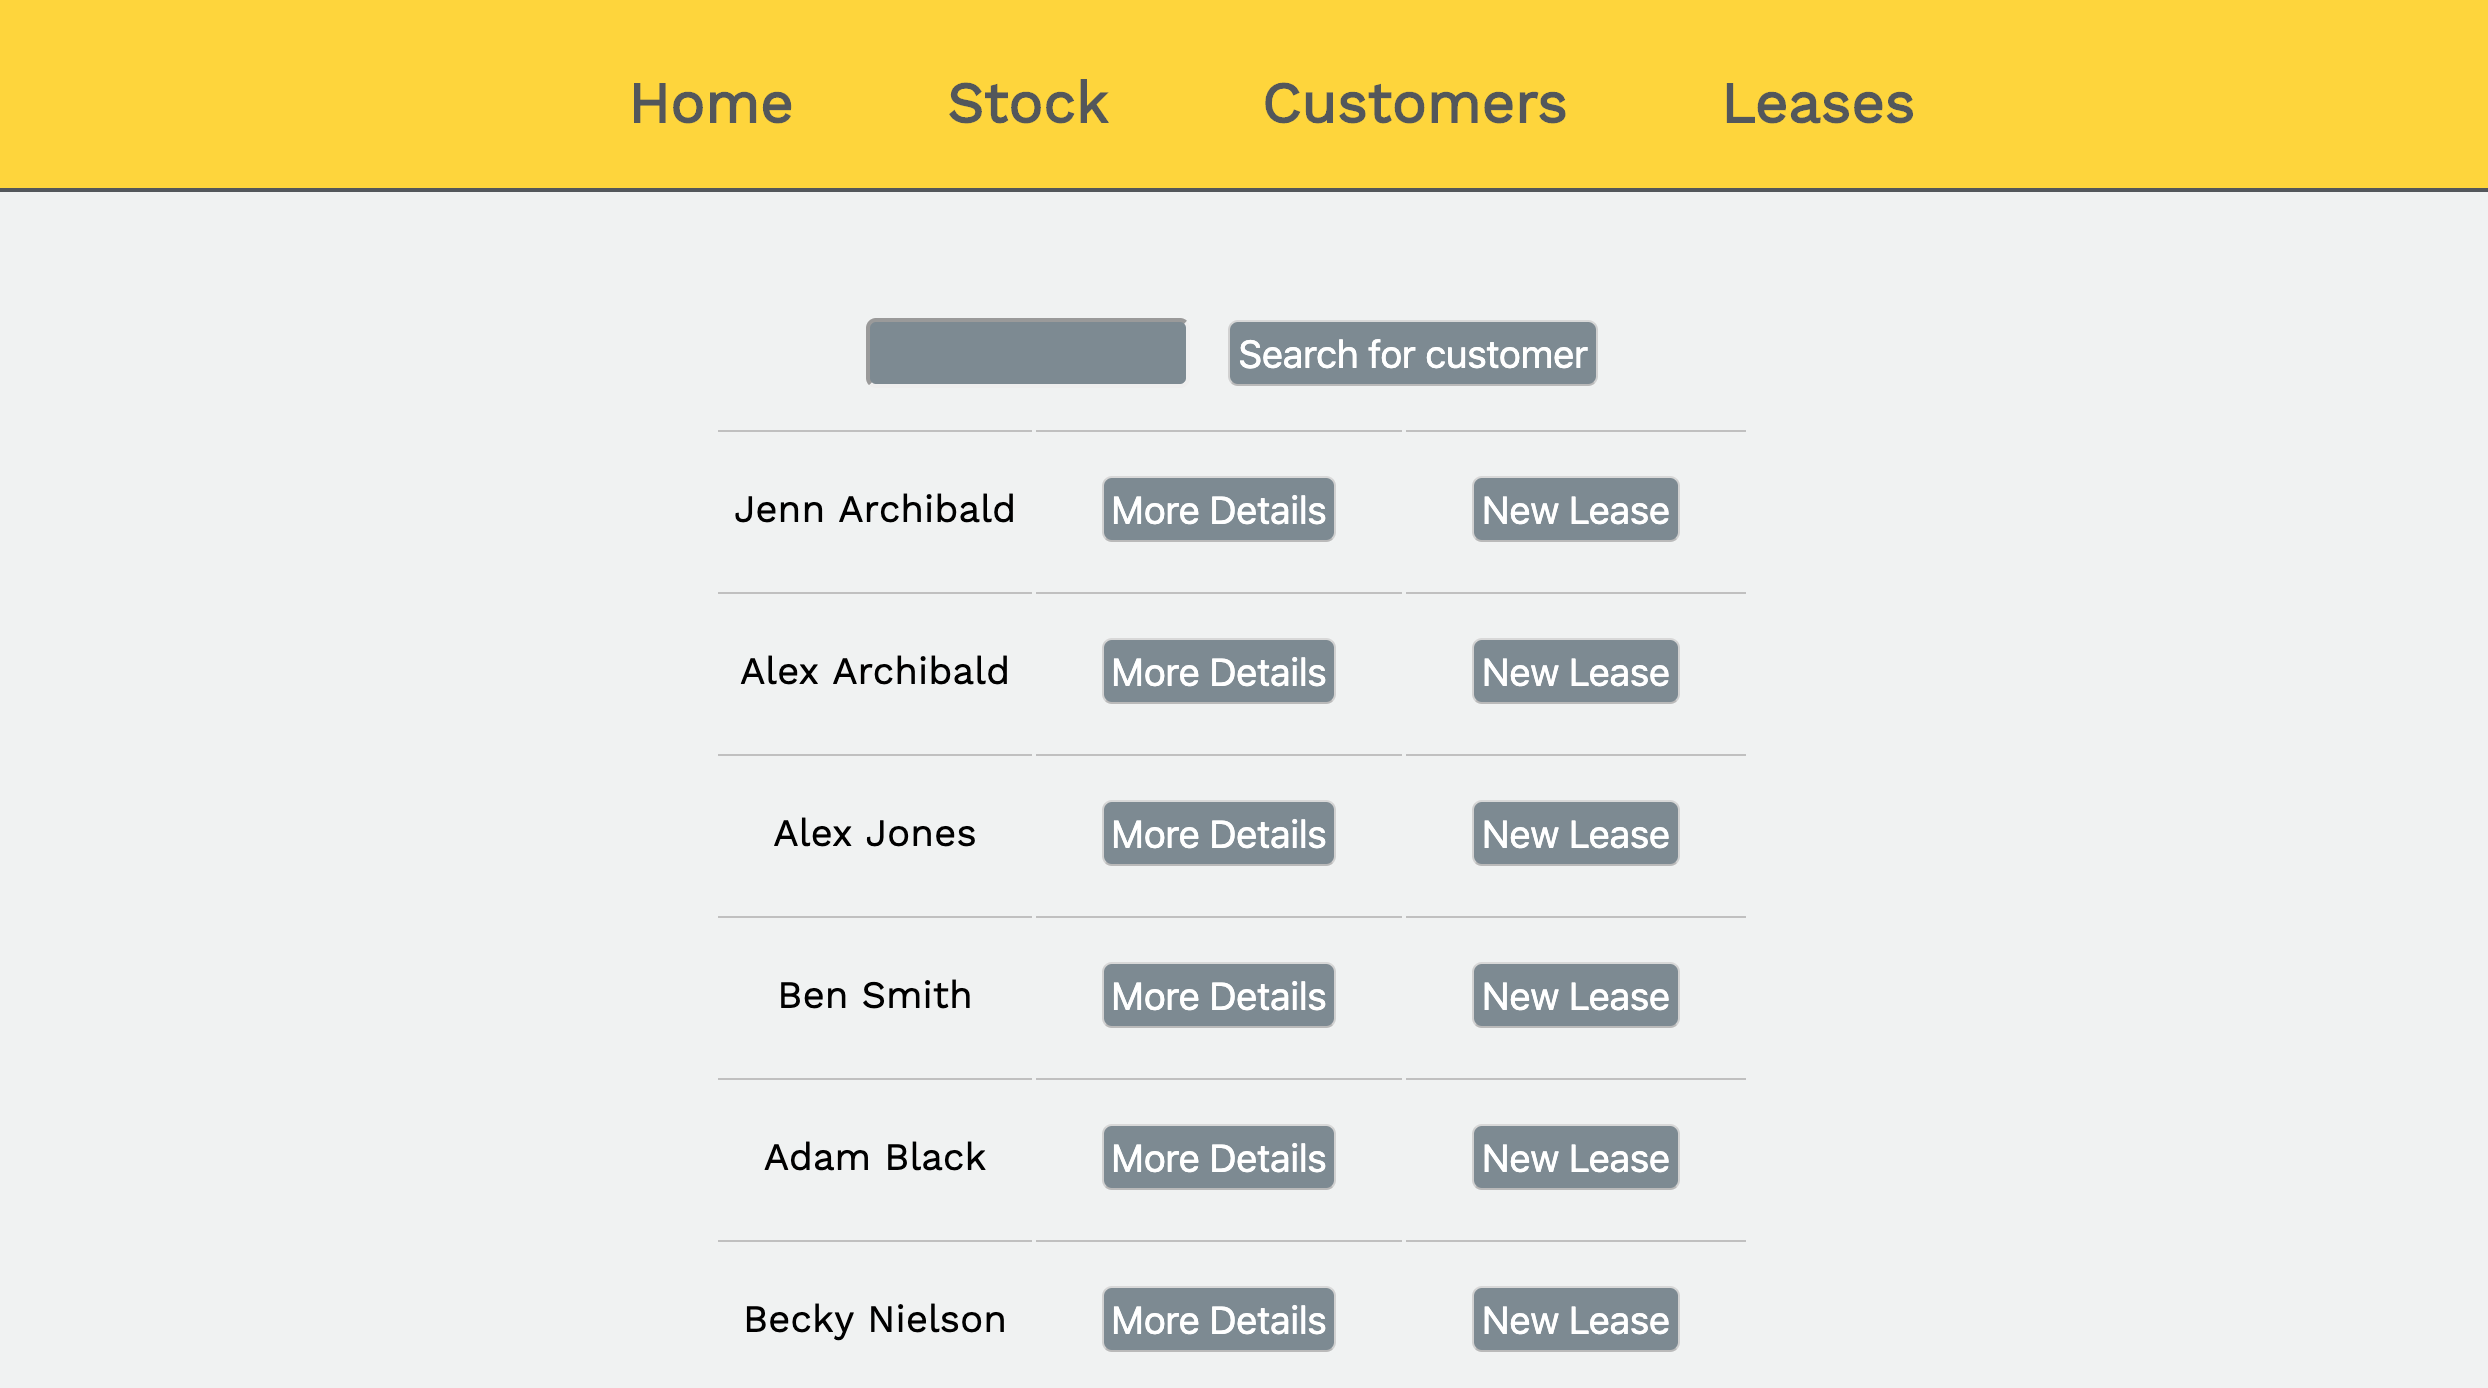 Home Stock Customers Leases
Search for customer
Jenn Archibald More Details New Lease
Alex Archibald More Details New Lease
Alex Jones More Details New Lease
Ben Smith More Details New Lease
Adam Black More Details New Lease
Becky Nielson More Details New Lease